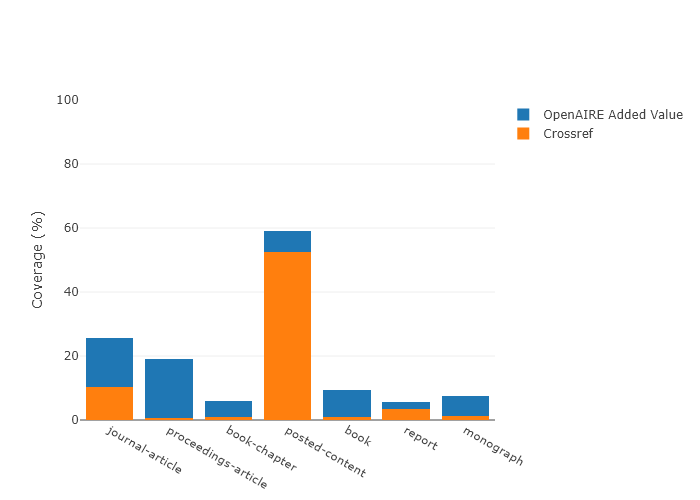 100
80
60
40
20
0
Coverage (%)
OpenAIRE Added Value
Crossref
journal-article
proceedings-article
book-chapter
posted-content
book
report
monograph